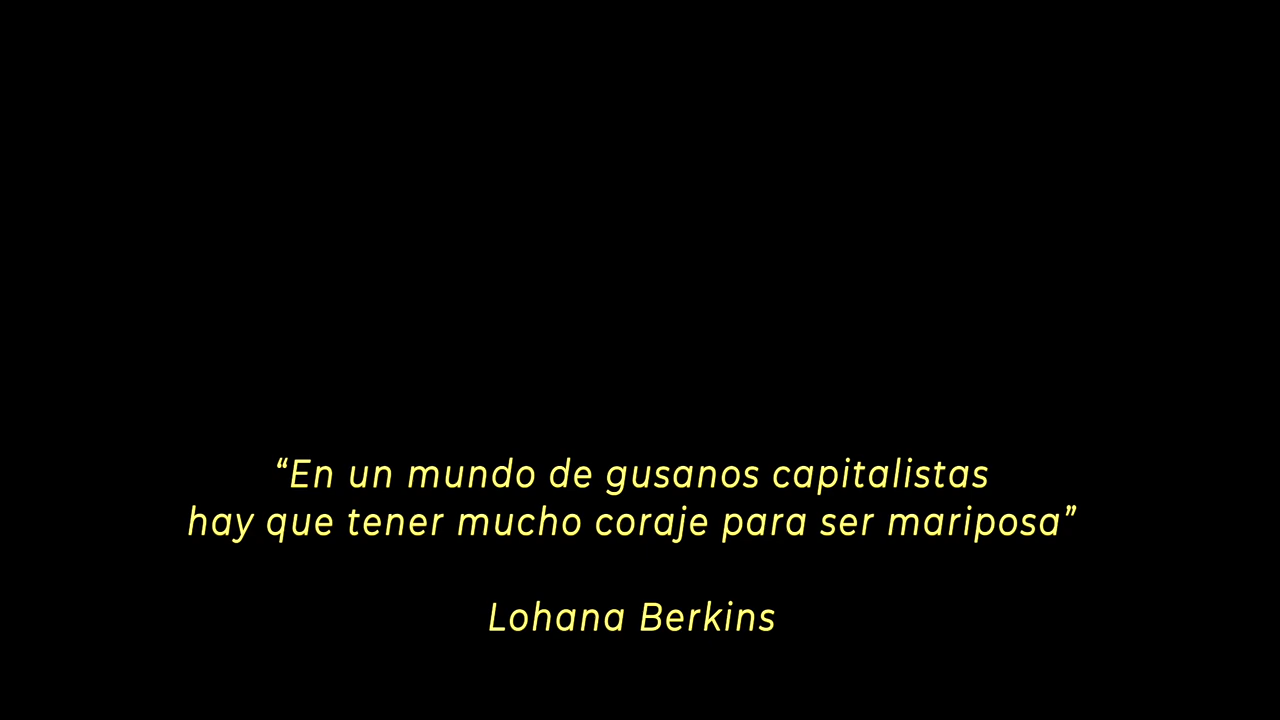 “En un mundo de gusanos capitalistas
hay que tener mucho coraje para ser mariposa”
Lohana Berkins